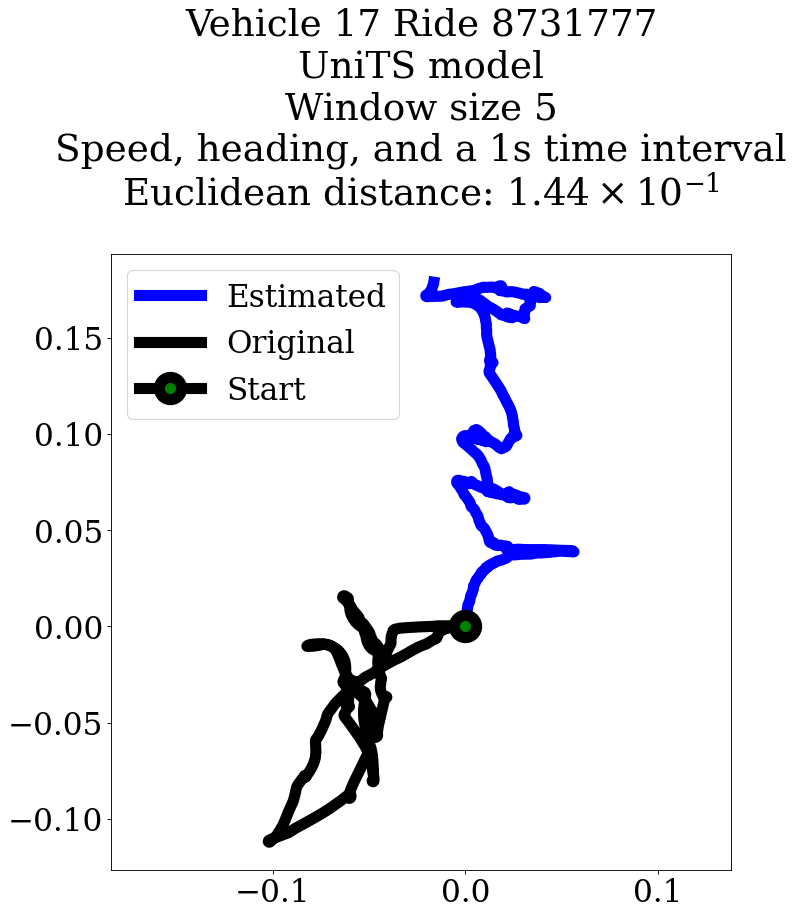 Vehicle 17 Ride 8731777
UniTS model
Window size 5
Speed, heading, and a 1s time interval
Euclidean distance: 1.44 × 10⁻¹
Estimated
Original
Start
0.15
0.10
0.05
0.00
−0.05
−0.10
−0.1 0.0 0.1